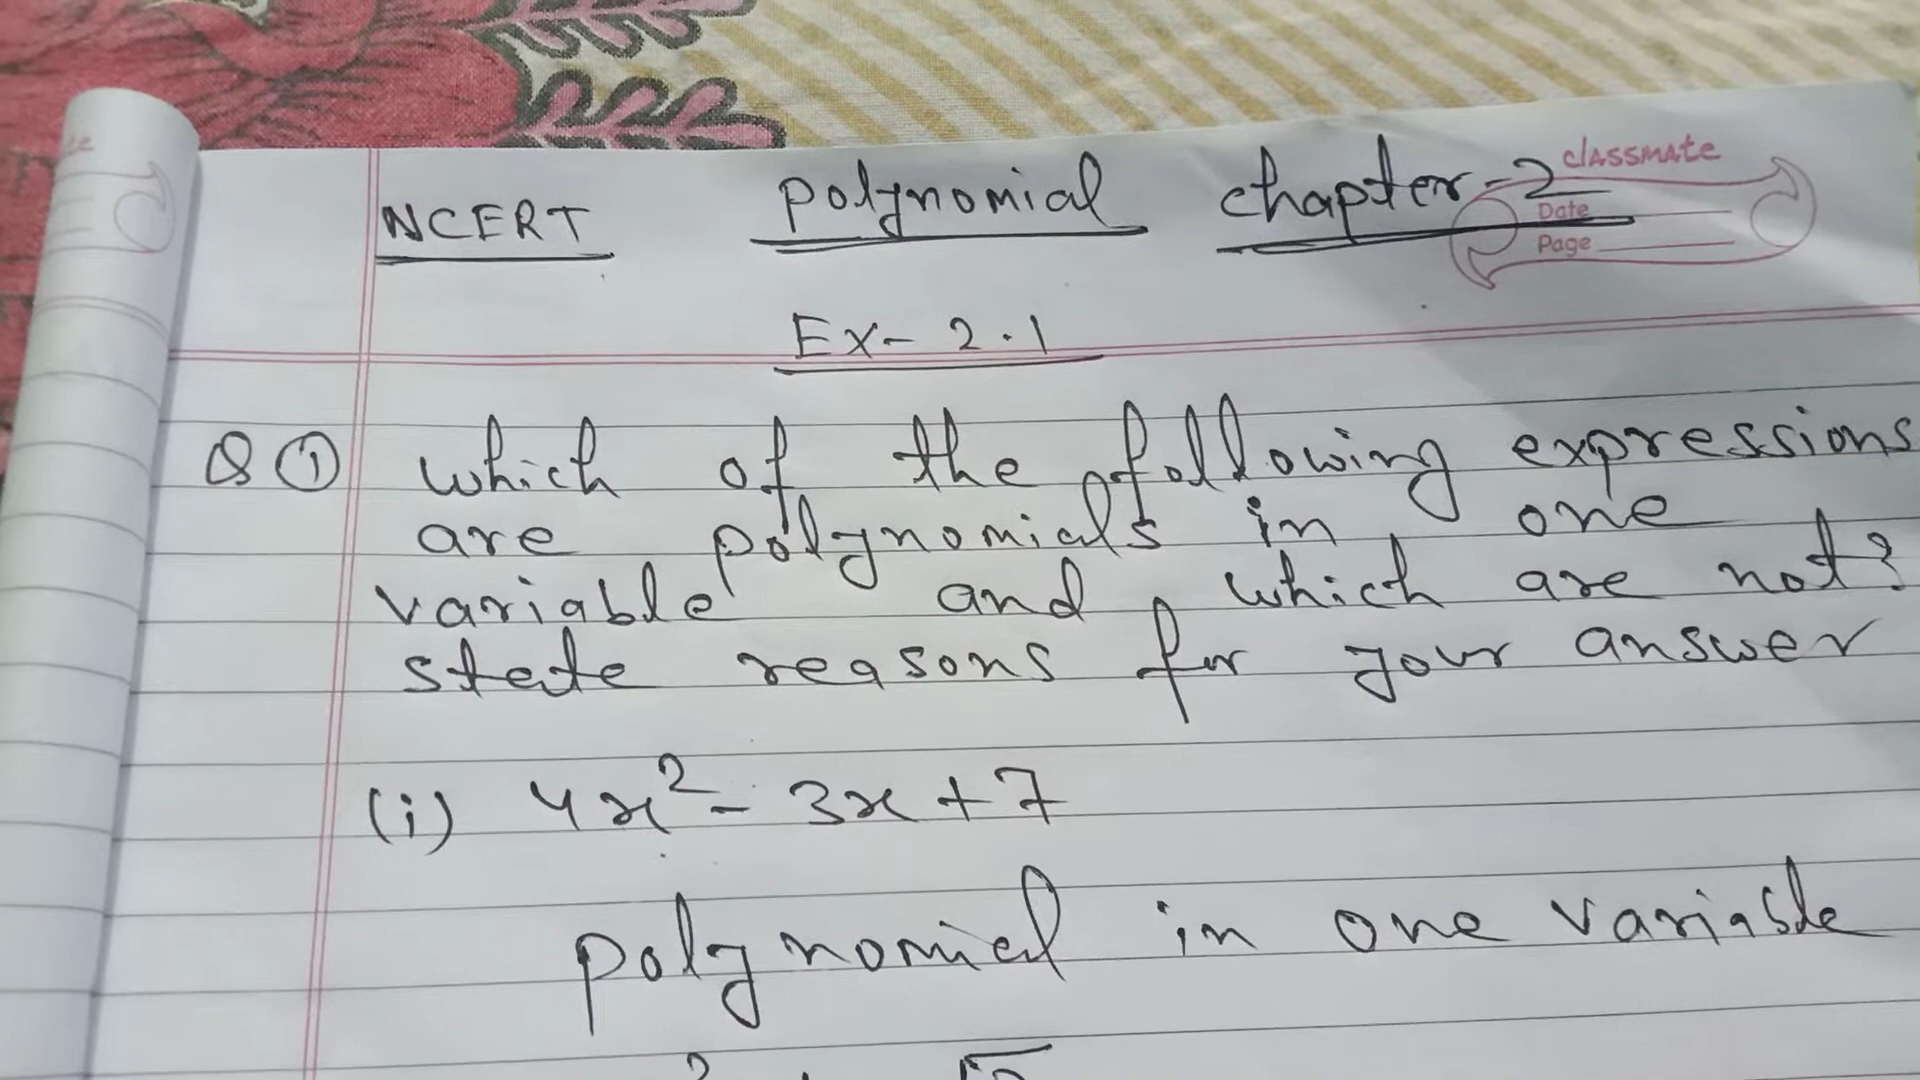 classmate
NCERT polynomial chapter-2
Date
Page
Ex- 2.1
Q ① which of the following expressions
are polynomials in one
variable and which are not?
state reasons for your answer
(i) 4x² - 3x + 7
polynomial in one variable